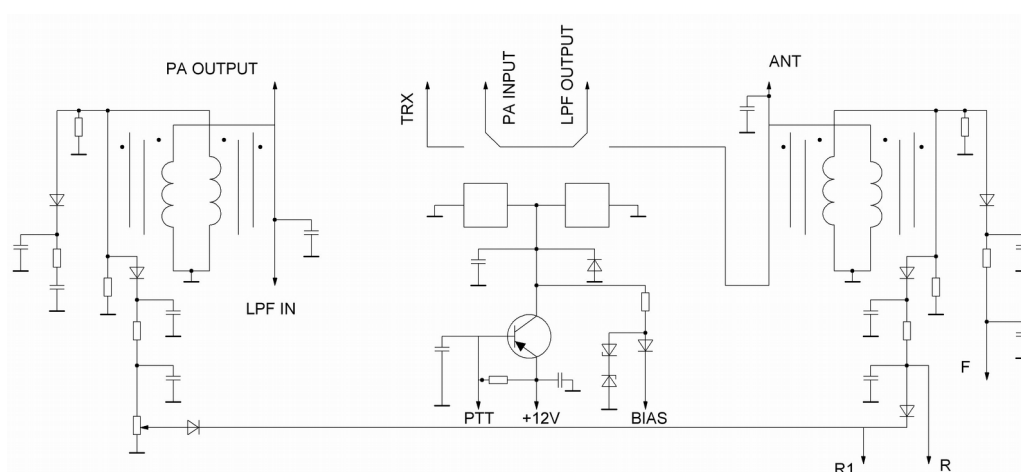 PA OUTPUT
TRX
PA INPUT
LPF OUTPUT
ANT
LPF IN
PTT
+12V
BIAS
F
R1
R